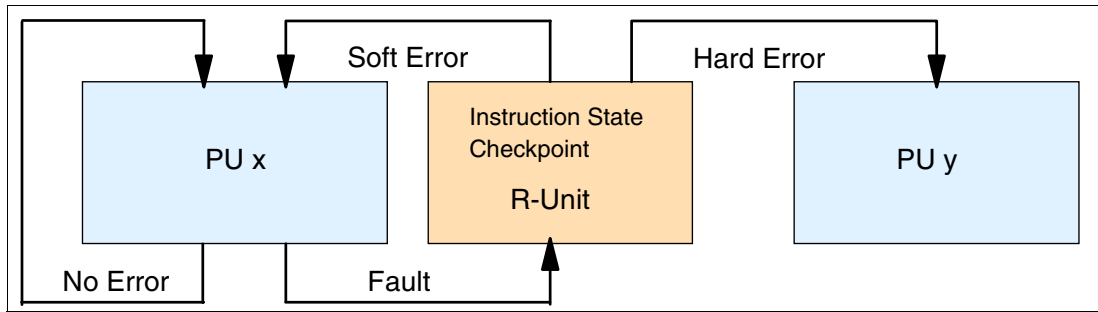 Soft Error
Hard Error
PU x
Instruction State
Checkpoint
R-Unit
PU y
No Error
Fault